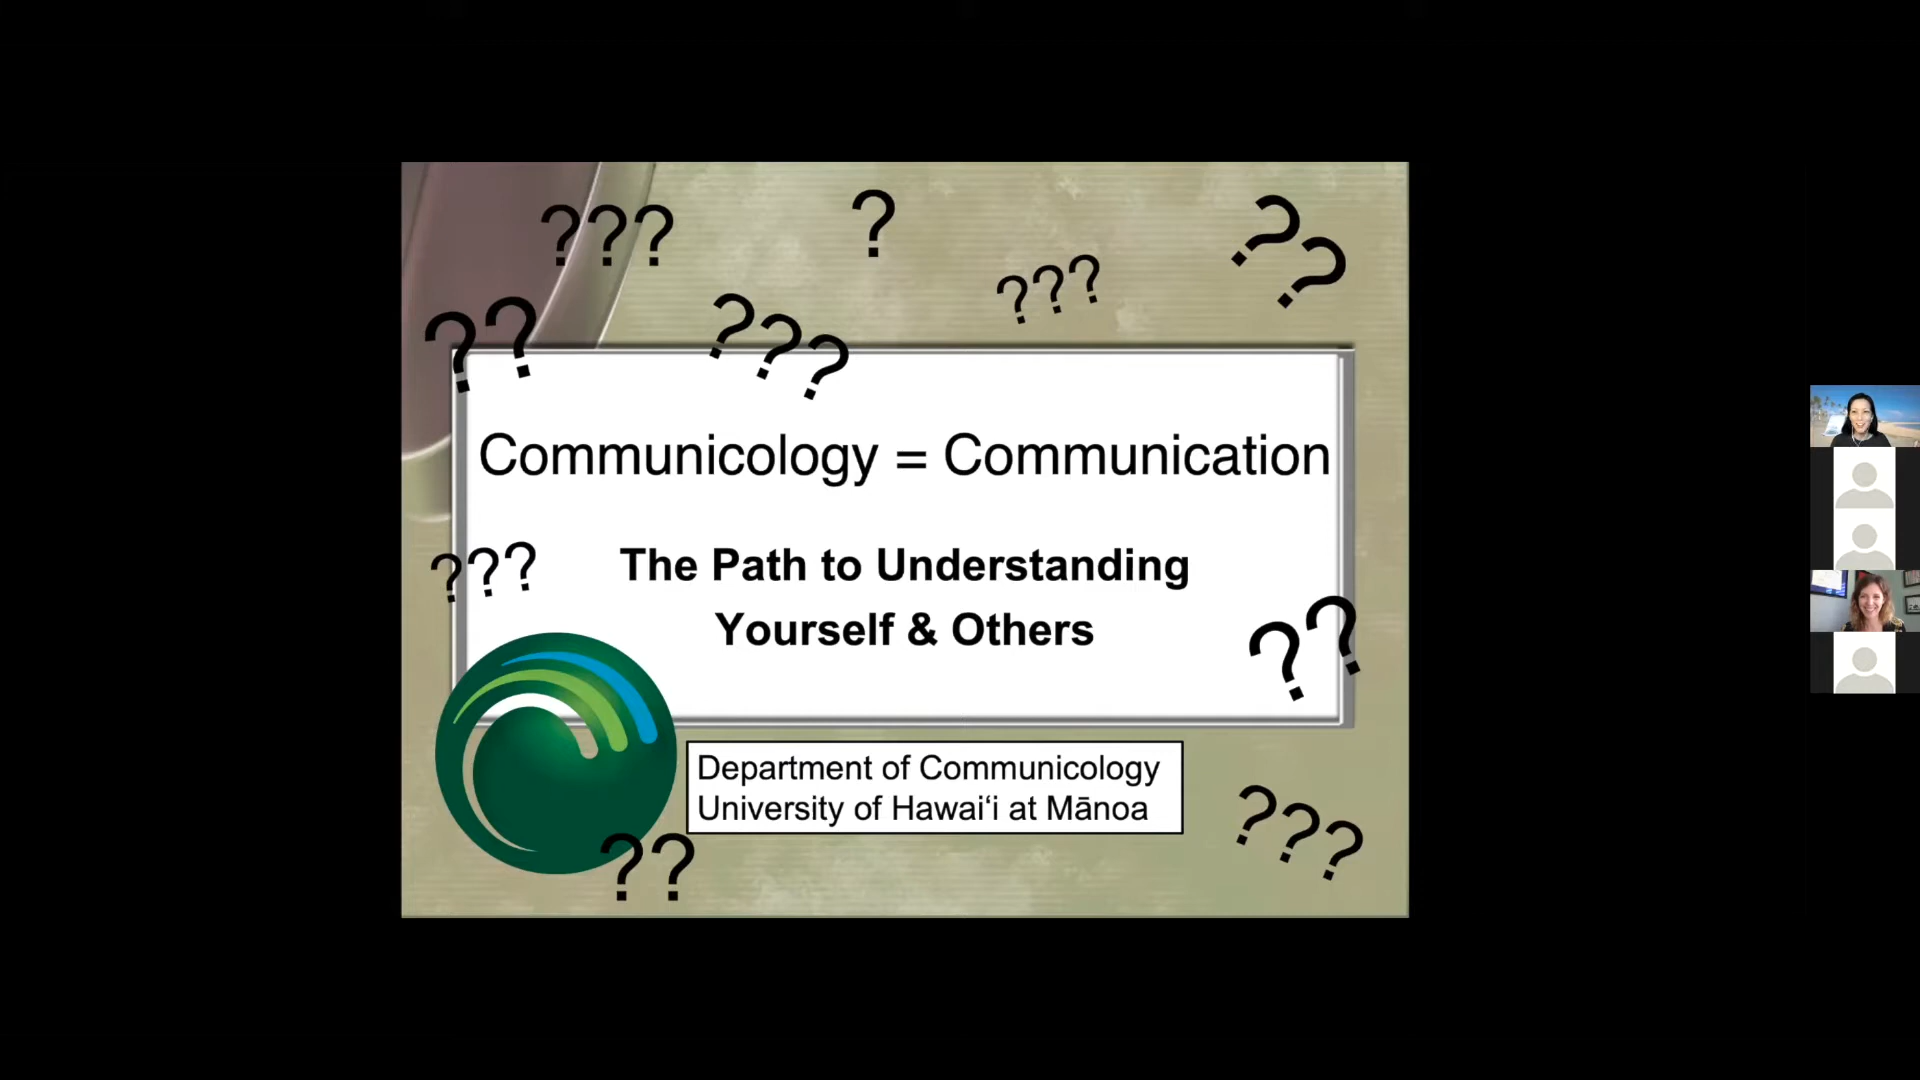 ???
?
??
???
??
???
Communicology = Communication
???
The Path to Understanding
Yourself & Others
??
Department of Communicology
University of Hawai‘i at Mānoa
???
??